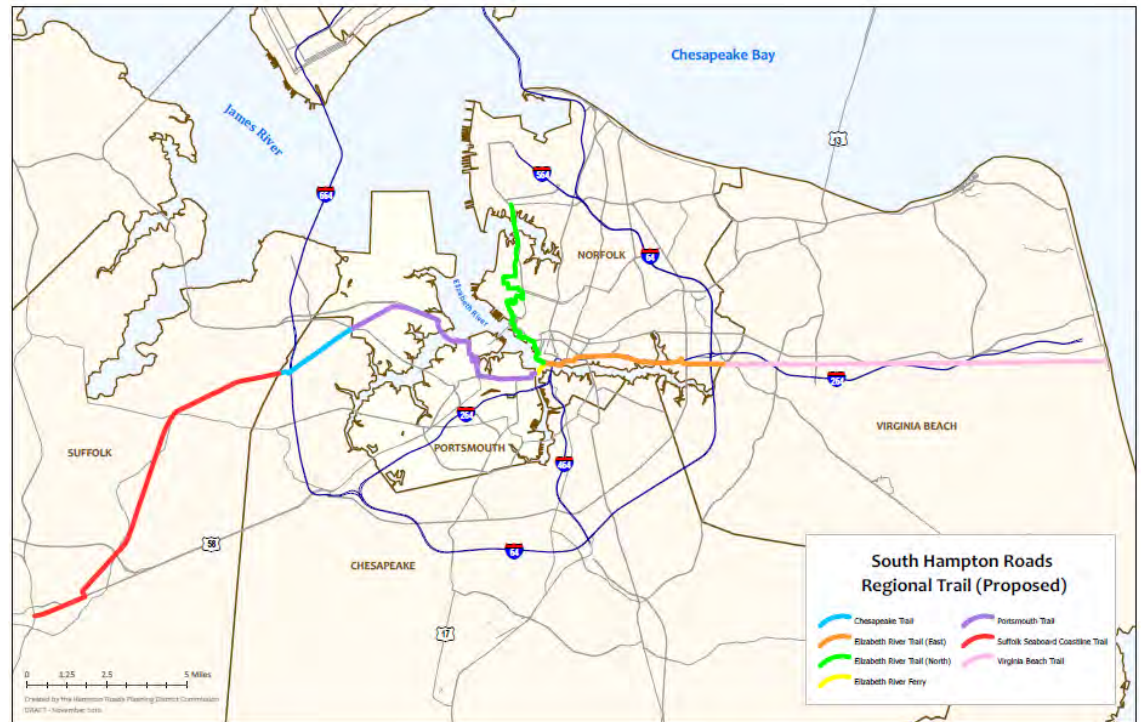 Chesapeake Bay
James River
13
664
564
64
NORFOLK
Elizabeth River
264
264
VIRGINIA BEACH
SUFFOLK
PORTSMOUTH
464
58
64
CHESAPEAKE
17
South Hampton Roads
Regional Trail (Proposed)
Chesapeake Trail
Portsmouth Trail
Elizabeth River Trail (East)
Suffolk Seaboard Coastline Trail
Elizabeth River Trail (North)
Virginia Beach Trail
Elizabeth River Ferry
0 1.25 2.5 5 Miles
Created by the Hampton Roads Planning District Commission
DRAFT - November